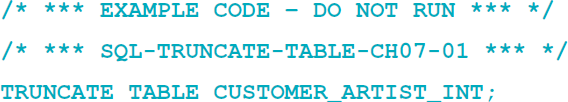 /* *** EXAMPLE CODE – DO NOT RUN *** */
/* *** SQL-TRUNCATE-TABLE-CH07-01 *** */
TRUNCATE TABLE CUSTOMER_ARTIST_INT;